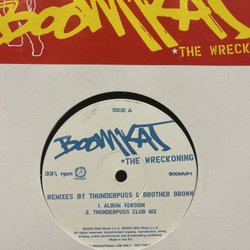 BOOMKAT
*THE WRECKONING
SIDE A
BOOMKAT
*THE WRECKONING
33⅓ rpm
BOOMVP1
REMIXES BY THUNDERPUSS & BROTHER BROWN
1. ALBUM VERSION
2. THUNDERPUSS CLUB MIX